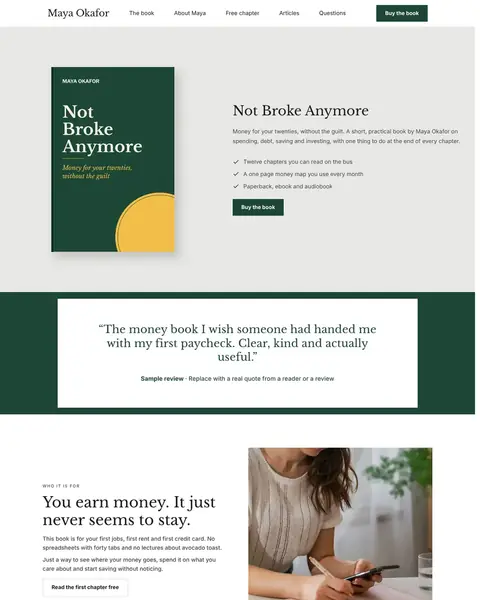 Maya Okafor
The book
About Maya
Free chapter
Articles
Questions
Buy the book
MAYA OKAFOR
Not
Broke
Anymore
Money for your twenties,
without the guilt
Not Broke Anymore
Money for your twenties, without the guilt. A short, practical book by Maya Okafor on
spending, debt, saving and investing, with one thing to do at the end of every chapter.
Twelve chapters you can read on the bus
A one page money map you use every month
Paperback, ebook and audiobook
Buy the book
“The money book I wish someone had handed me
with my first paycheck. Clear, kind and actually
useful.”
Sample review · Replace with a real quote from a reader or a review
WHO IT IS FOR
You earn money. It just
never seems to stay.
This book is for your first jobs, first rent and first credit card. No
spreadsheets with forty tabs and no lectures about avocado toast.
Just a way to see where your money goes, spend it on what you
care about and start saving without noticing.
Read the first chapter free